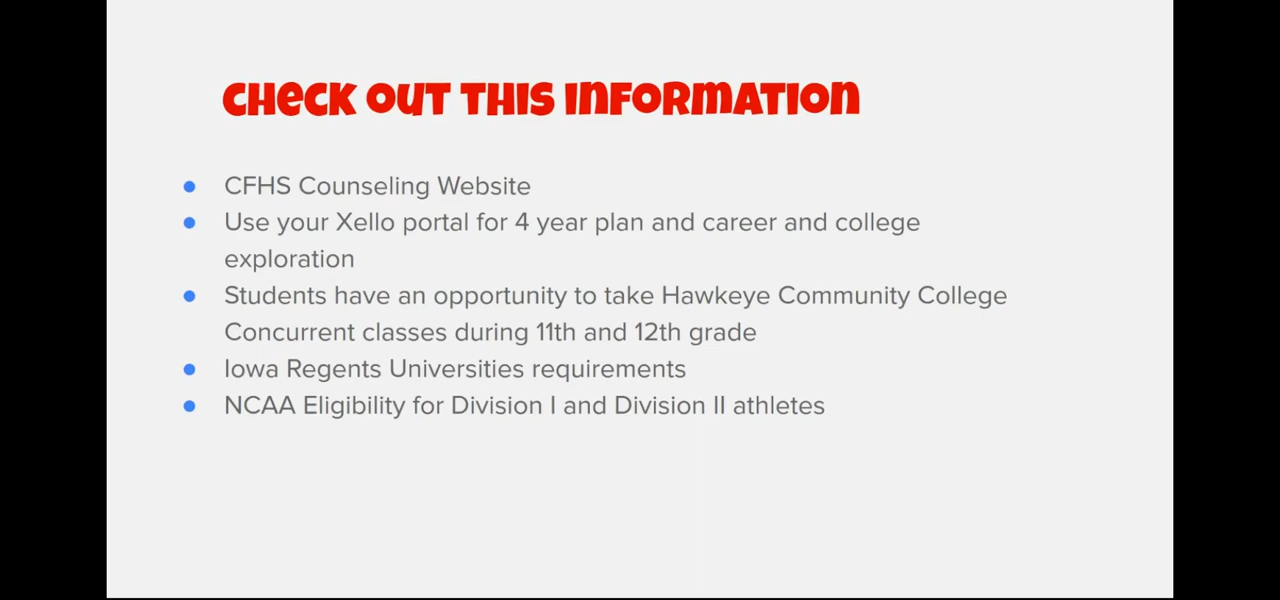 CHECK OUT THIS INFORMATION
CFHS Counseling Website
Use your Xello portal for 4 year plan and career and college
exploration
Students have an opportunity to take Hawkeye Community College
Concurrent classes during 11th and 12th grade
Iowa Regents Universities requirements
NCAA Eligibility for Division I and Division II athletes